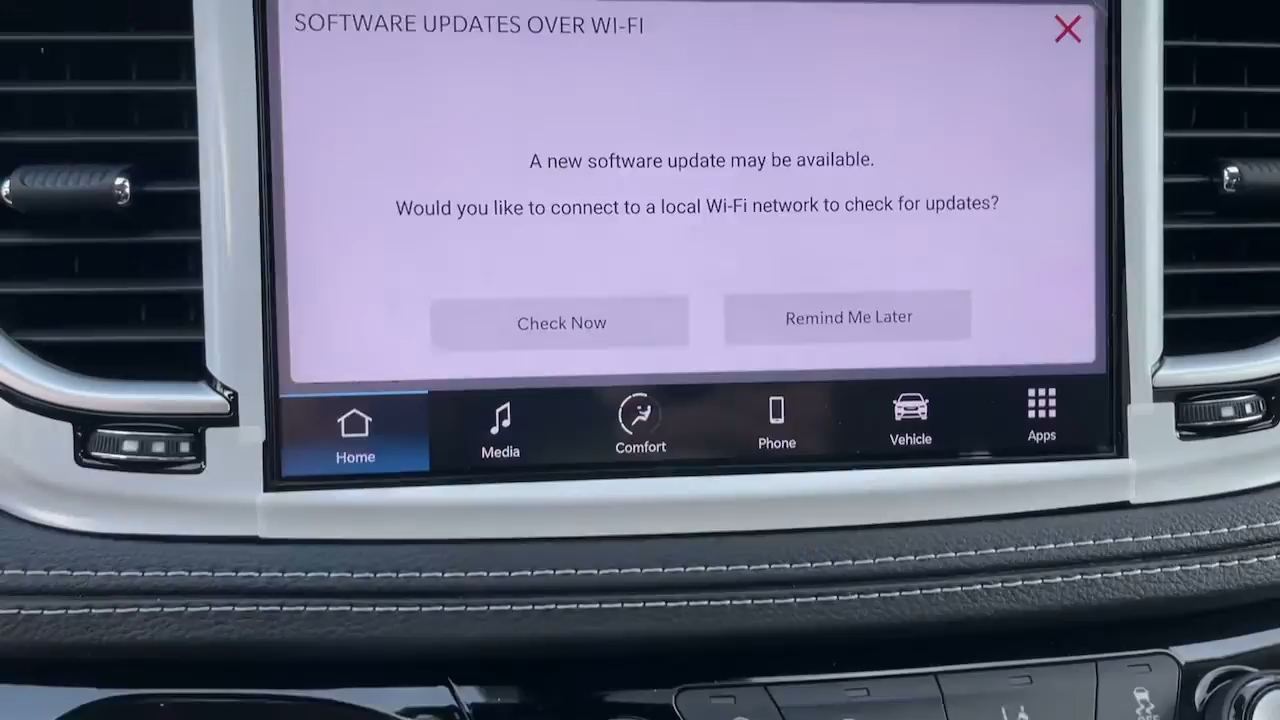 SOFTWARE UPDATES OVER WI-FI
A new software update may be available.
Would you like to connect to a local Wi-Fi network to check for updates?
Check Now
Remind Me Later
Home
Media
Comfort
Phone
Vehicle
Apps